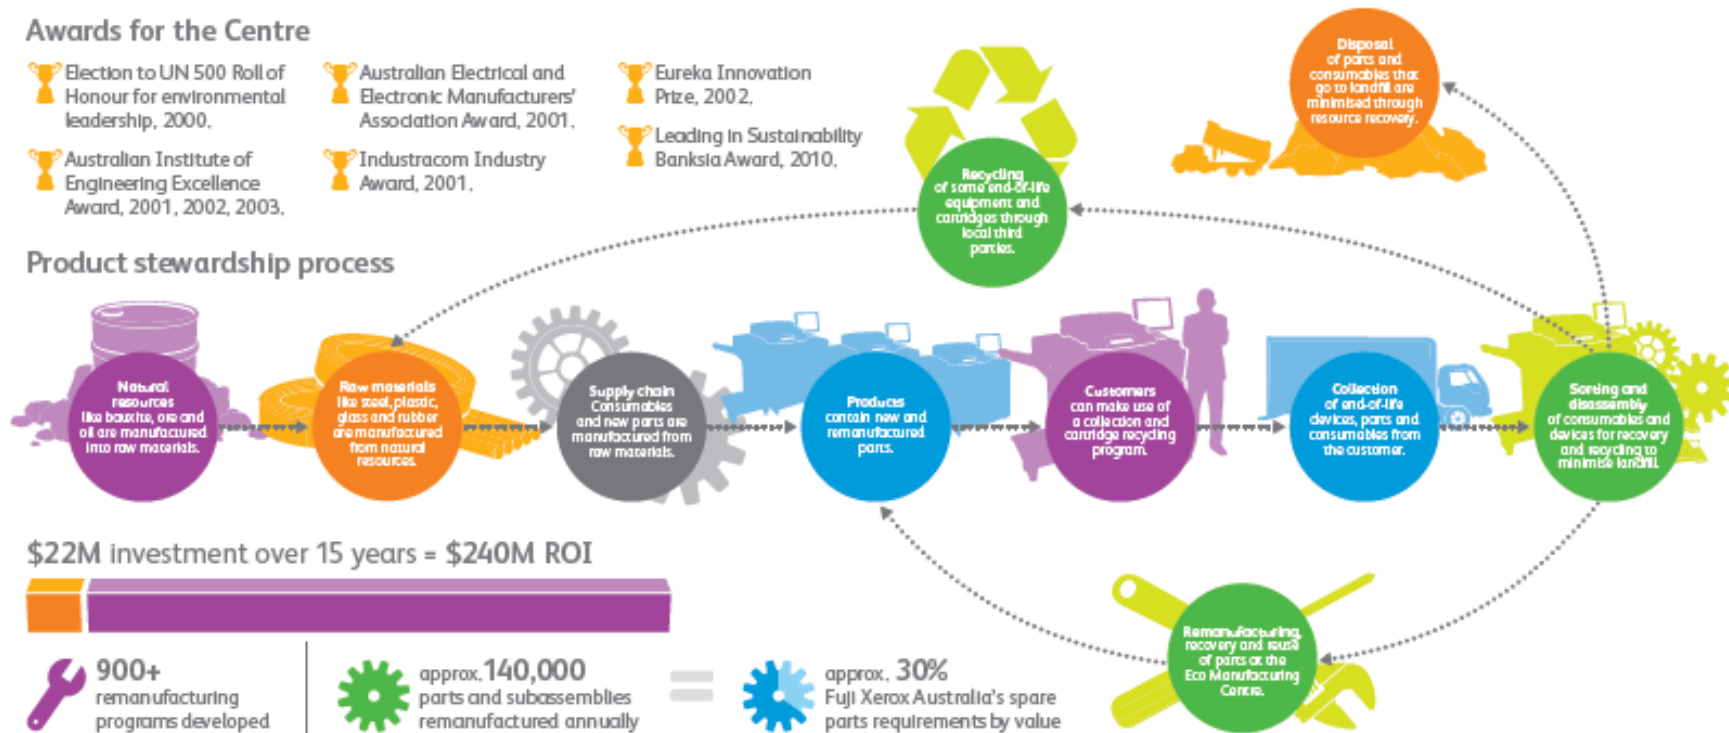 Awards for the Centre
Election to UN 500 Roll of
Honour for environmental
leadership, 2000.
Australian Institute of
Engineering Excellence
Award, 2001, 2002, 2003.
Australian Electrical and
Electronic Manufacturers'
Association Award, 2001.
Industracom Industry
Award, 2001.
Eureka Innovation
Prize, 2002.
Leading in Sustainability
Banksia Award, 2010.
Disposal
of parts and
consumables that
go to landfill are
minimised through
resource recovery.
Recycling
of some end-of-life
equipment and
cartridges through
local third
parties.
Product stewardship process
Natural
resources
like bauxite, ore and
oil are manufactured
into raw materials.
Raw materials
like steel, plastic,
glass and rubber
are manufactured
from natural
resources.
Supply chain
Consumables
and new parts are
manufactured from
raw materials.
Products
contain new and
remanufactured
parts.
Customers
can make use of
a collection and
cartridge recycling
program.
Collection
of end-of-life
devices, parts and
consumables from
the customer.
Sorting and
disassembly
of consumables and
devices for recovery
and recycling to
minimise landfill.
Remanufacturing,
recovery and reuse
of parts at the
Eco Manufacturing
Centre.
$22M investment over 15 years = $240M ROI
900+
remanufacturing
programs developed
approx. 140,000
parts and subassemblies
remanufactured annually
=
approx. 30%
Fuji Xerox Australia's spare
parts requirements by value